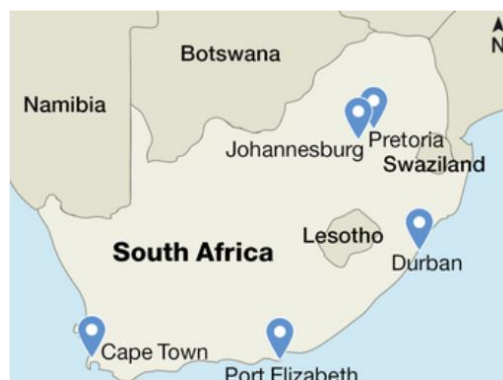 N
Botswana
Namibia
Pretoria
Johannesburg
Swaziland
Lesotho
South Africa
Durban
Cape Town
Port Elizabeth